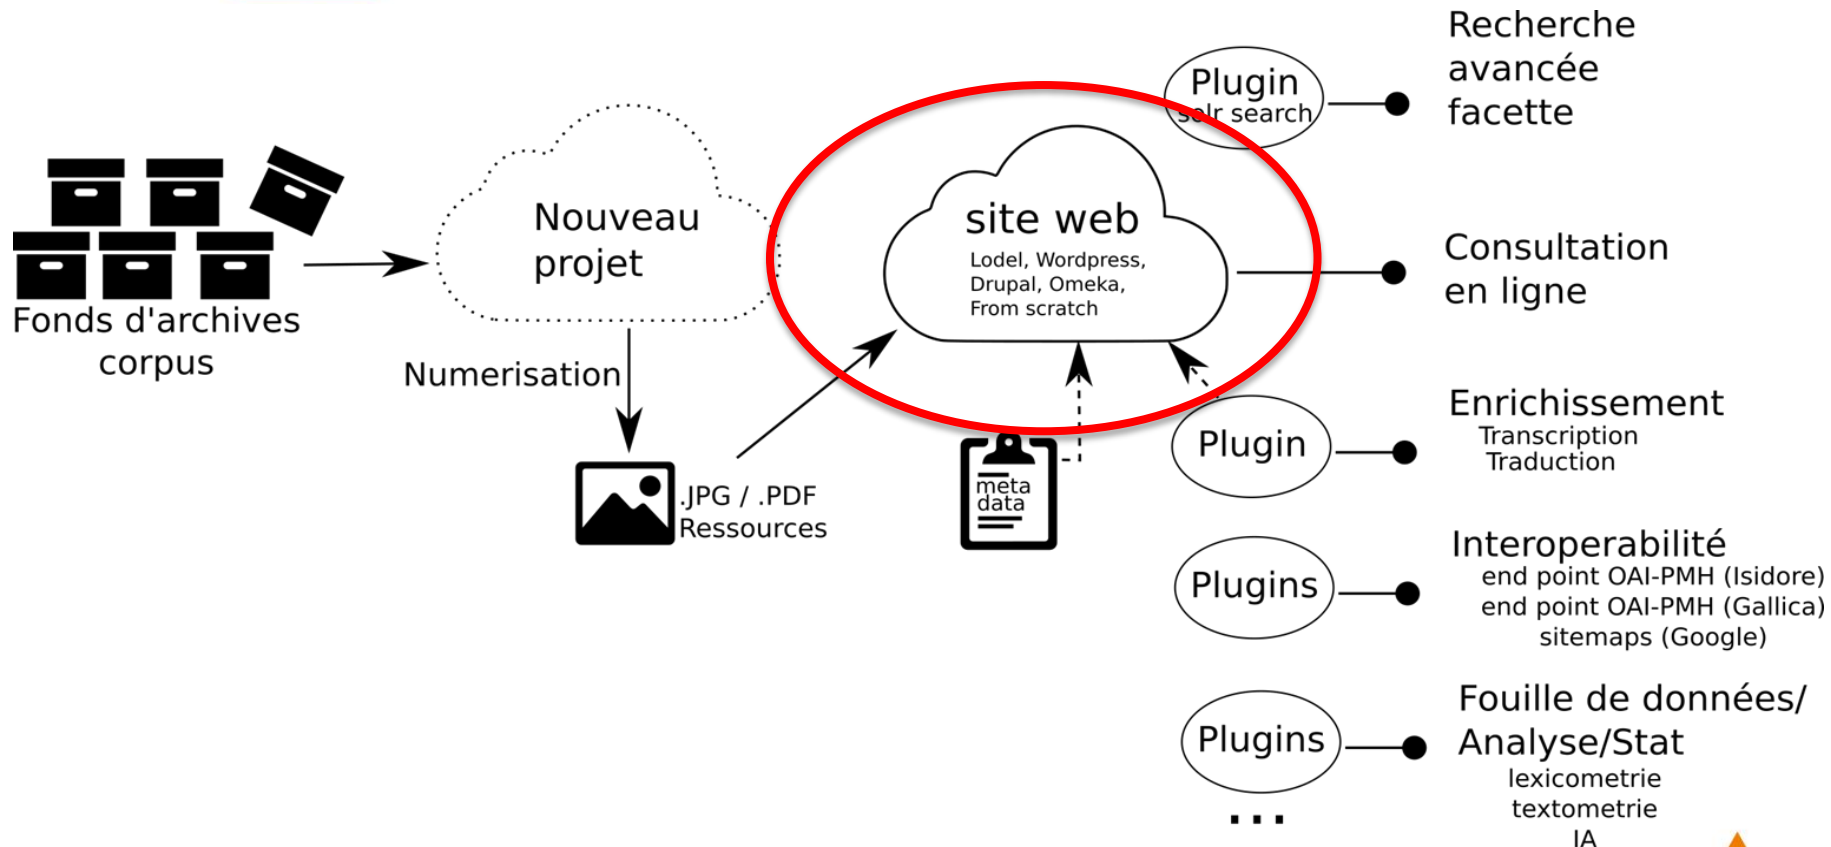 Fonds d'archives
corpus
Nouveau
projet
Numerisation
.JPG / .PDF
Ressources
site web
Lodel, Wordpress,
Drupal, Omeka,
From scratch
meta
data
Plugin
solr search
Recherche
avancée
facette
Consultation
en ligne
Plugin
Enrichissement
Transcription
Traduction
Plugins
Interoperabilité
end point OAI-PMH (Isidore)
end point OAI-PMH (Gallica)
sitemaps (Google)
Plugins
Fouille de données/
Analyse/Stat
lexicometrie
textometrie
IA
...